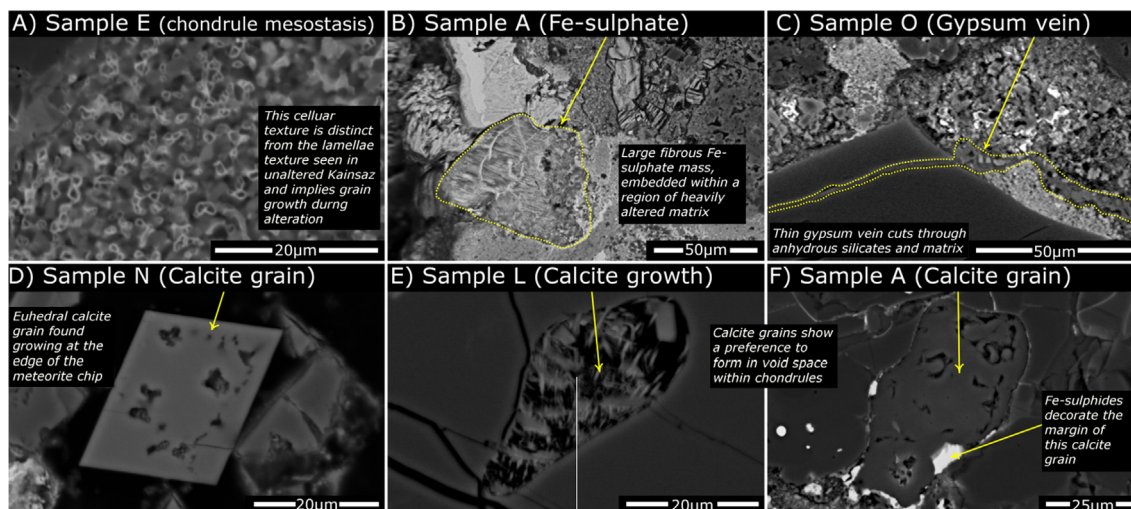 A) Sample E (chondrule mesostasis)
This celluar
texture is distinct
from the lamellae
texture seen in
unaltered Kainsaz
and implies grain
growth durng
alteration
20µm
B) Sample A (Fe-sulphate)
Large fibrous Fe-
sulphate mass,
embedded within a
region of heavily
altered matrix
50µm
C) Sample O (Gypsum vein)
Thin gypsum vein cuts through
anhydrous silicates and matrix
50µm
D) Sample N (Calcite grain)
Euhedral calcite
grain found
growing at the
edge of the
meteorite chip
20µm
E) Sample L (Calcite growth)
Calcite grains show
a preference to
form in void space
within chondrules
20µm
F) Sample A (Calcite grain)
Fe-sulphides
decorate the
margin of
this calcite
grain
25µm